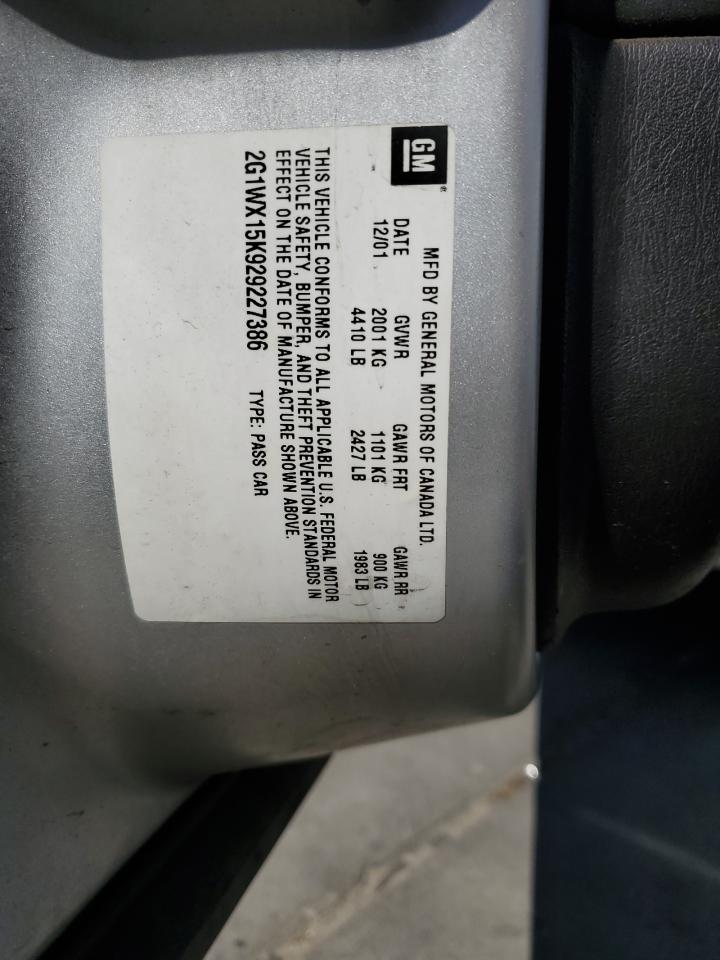 GM®
MFD BY GENERAL MOTORS OF CANADA LTD.
DATE GVWR GAWR FRT GAWR RR
12/01 2001 KG 1101 KG 900 KG
4410 LB 2427 LB 1983 LB
THIS VEHICLE CONFORMS TO ALL APPLICABLE U.S. FEDERAL MOTOR
VEHICLE SAFETY, BUMPER, AND THEFT PREVENTION STANDARDS IN
EFFECT ON THE DATE OF MANUFACTURE SHOWN ABOVE.
2G1WX15K929227386 TYPE: PASS CAR